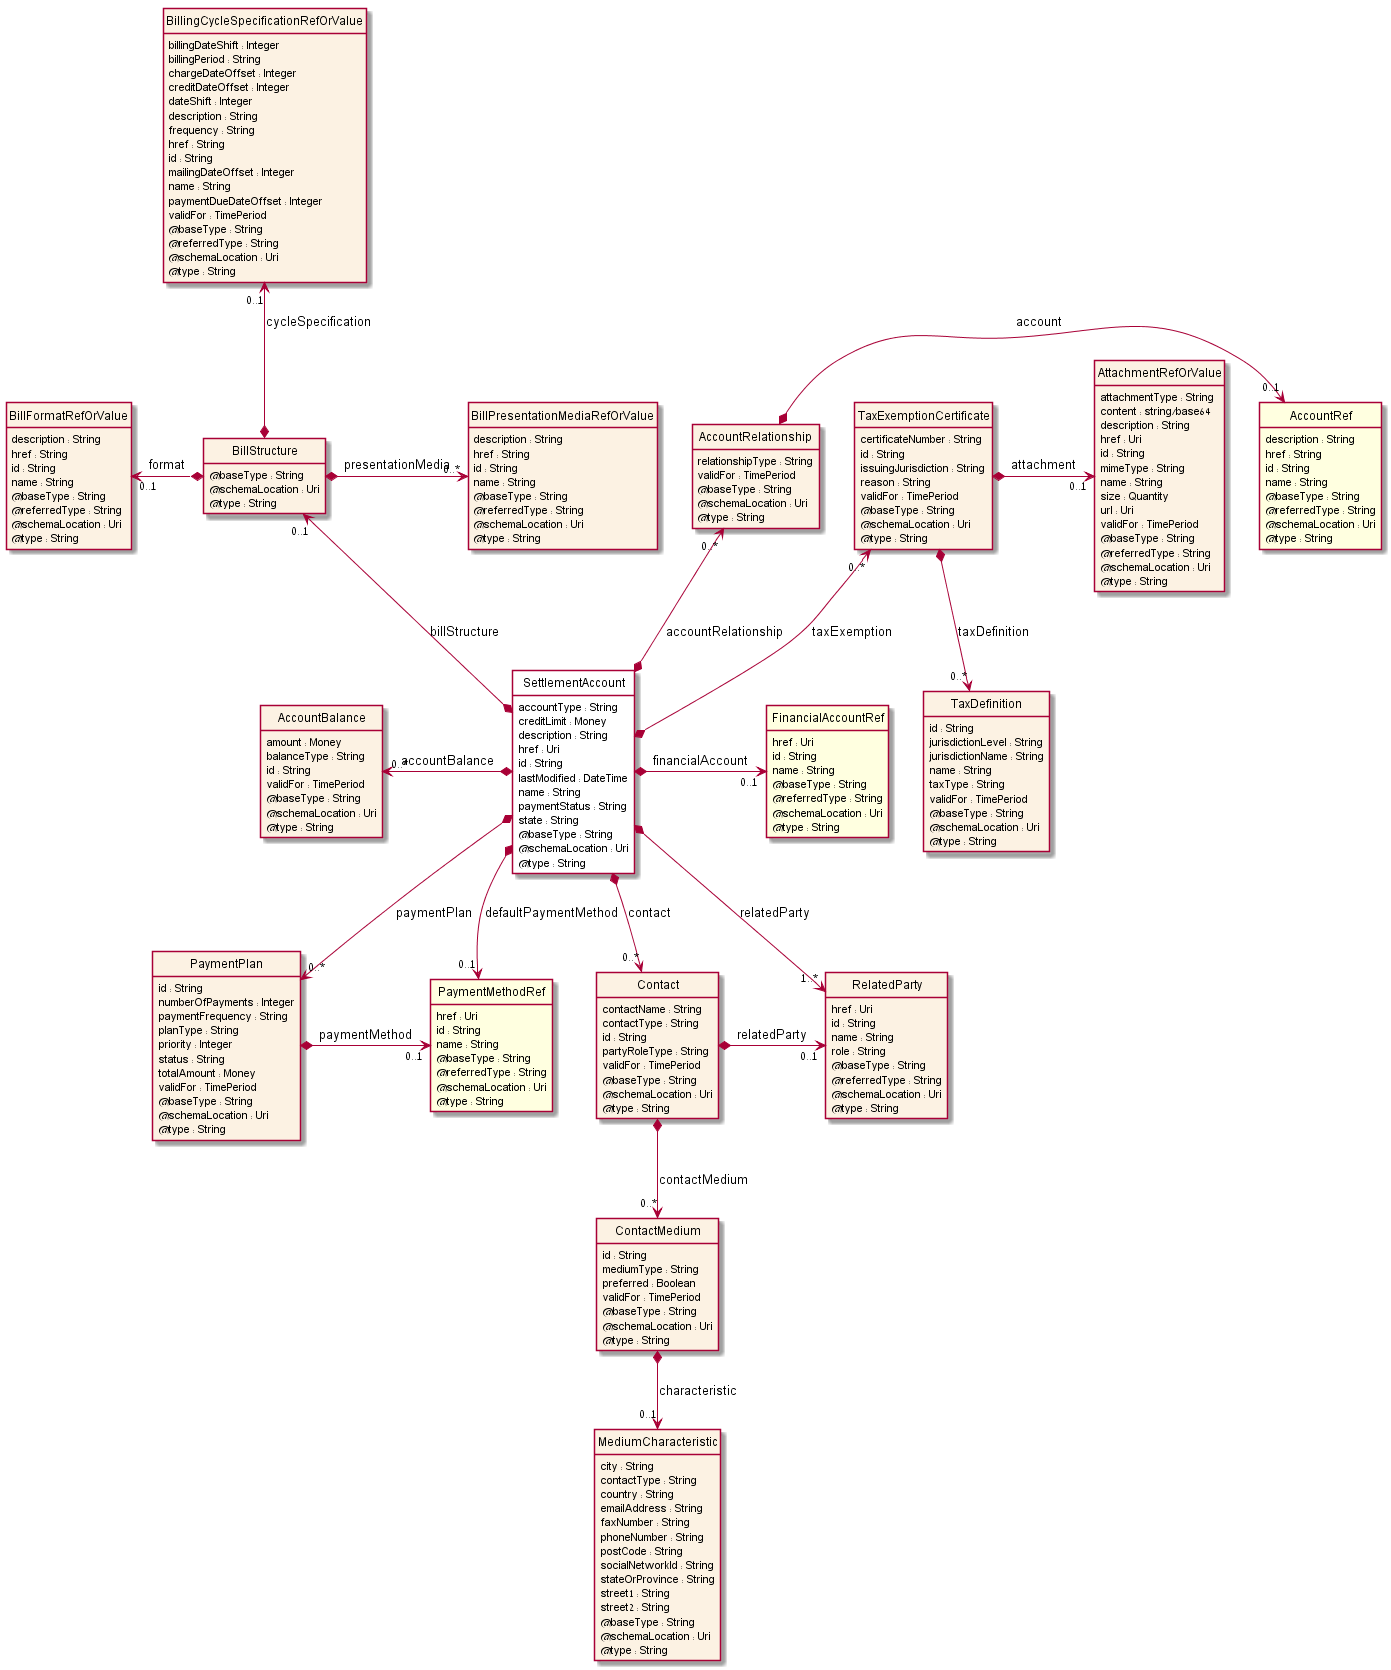 BillingCycleSpecificationRefOrValue
billingDateShift : Integer
billingPeriod : String
chargeDateOffset : Integer
creditDateOffset : Integer
dateShift : Integer
description : String
frequency : String
href : String
id : String
mailingDateOffset : Integer
name : String
paymentDueDateOffset : Integer
validFor : TimePeriod
@baseType : String
@referredType : String
@schemaLocation : Uri
@type : String
0..1
cycleSpecification
BillFormatRefOrValue
description : String
href : String
id : String
name : String
@baseType : String
@referredType : String
@schemaLocation : Uri
@type : String
format
0..1
BillStructure
@baseType : String
@schemaLocation : Uri
@type : String
0..1
presentationMedia
0..*
BillPresentationMediaRefOrValue
description : String
href : String
id : String
name : String
@baseType : String
@referredType : String
@schemaLocation : Uri
@type : String
account
0..1
AccountRelationship
relationshipType : String
validFor : TimePeriod
@baseType : String
@schemaLocation : Uri
@type : String
0..*
TaxExemptionCertificate
certificateNumber : String
id : String
issuingJurisdiction : String
reason : String
validFor : TimePeriod
@baseType : String
@schemaLocation : Uri
@type : String
0..*
attachment
0..1
AttachmentRefOrValue
attachmentType : String
content : string/base64
description : String
href : Uri
id : String
mimeType : String
name : String
size : Quantity
url : Uri
validFor : TimePeriod
@baseType : String
@referredType : String
@schemaLocation : Uri
@type : String
AccountRef
description : String
href : String
id : String
name : String
@baseType : String
@referredType : String
@schemaLocation : Uri
@type : String
billStructure
accountRelationship
taxExemption
taxDefinition
0..*
AccountBalance
amount : Money
balanceType : String
id : String
validFor : TimePeriod
@baseType : String
@schemaLocation : Uri
@type : String
0..*
accountBalance
SettlementAccount
accountType : String
creditLimit : Money
description : String
href : Uri
id : String
lastModified : DateTime
name : String
paymentStatus : String
state : String
@baseType : String
@schemaLocation : Uri
@type : String
financialAccount
0..1
FinancialAccountRef
href : Uri
id : String
name : String
@baseType : String
@referredType : String
@schemaLocation : Uri
@type : String
TaxDefinition
id : String
jurisdictionLevel : String
jurisdictionName : String
name : String
taxType : String
validFor : TimePeriod
@baseType : String
@schemaLocation : Uri
@type : String
paymentPlan
defaultPaymentMethod
contact
relatedParty
0..*
0..1
0..*
1..*
PaymentPlan
id : String
numberOfPayments : Integer
paymentFrequency : String
planType : String
priority : Integer
status : String
totalAmount : Money
validFor : TimePeriod
@baseType : String
@schemaLocation : Uri
@type : String
paymentMethod
0..1
PaymentMethodRef
href : Uri
id : String
name : String
@baseType : String
@referredType : String
@schemaLocation : Uri
@type : String
Contact
contactName : String
contactType : String
id : String
partyRoleType : String
validFor : TimePeriod
@baseType : String
@schemaLocation : Uri
@type : String
relatedParty
0..1
RelatedParty
href : Uri
id : String
name : String
role : String
@baseType : String
@referredType : String
@schemaLocation : Uri
@type : String
contactMedium
0..*
ContactMedium
id : String
mediumType : String
preferred : Boolean
validFor : TimePeriod
@baseType : String
@schemaLocation : Uri
@type : String
characteristic
0..1
MediumCharacteristic
city : String
contactType : String
country : String
emailAddress : String
faxNumber : String
phoneNumber : String
postCode : String
socialNetworkId : String
stateOrProvince : String
street1 : String
street2 : String
@baseType : String
@schemaLocation : Uri
@type : String